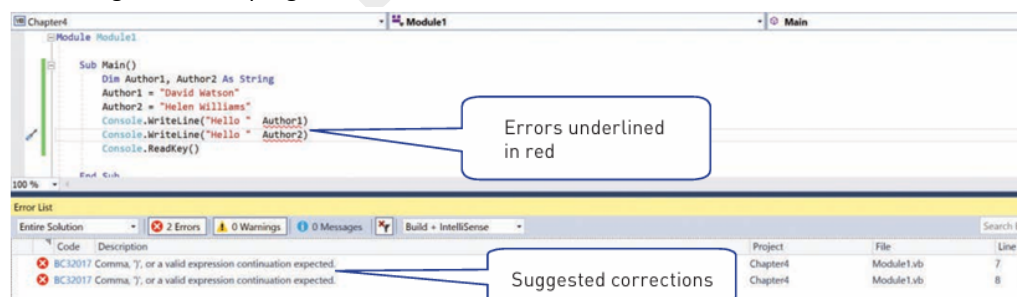 Chapter4 Module1 Main
Module Module1
Sub Main()
Dim Author1, Author2 As String
Author1 = "David Watson"
Author2 = "Helen Williams"
Console.WriteLine("Hello " Author1)
Console.WriteLine("Hello " Author2)
Console.ReadKey()
End Sub
Errors underlined
in red
100 %
Error List
Entire Solution 2 Errors 0 Warnings 0 Messages Build + IntelliSense Search
Code Description Project File Line
BC32017 Comma, ')', or a valid expression continuation expected. Chapter4 Module1.vb 7
BC32017 Comma, ')', or a valid expression continuation expected. Chapter4 Module1.vb 8
Suggested corrections